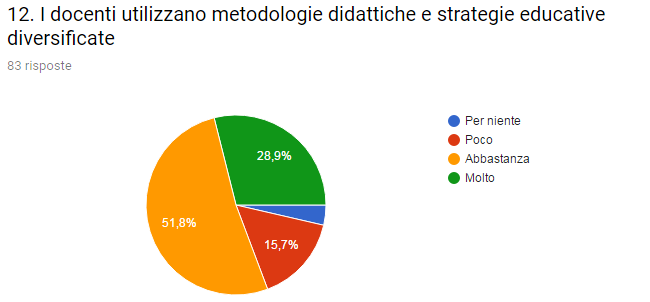 12. I docenti utilizzano metodologie didattiche e strategie educative
diversificate
83 risposte
28,9%
51,8%
15,7%
Per niente
Poco
Abbastanza
Molto